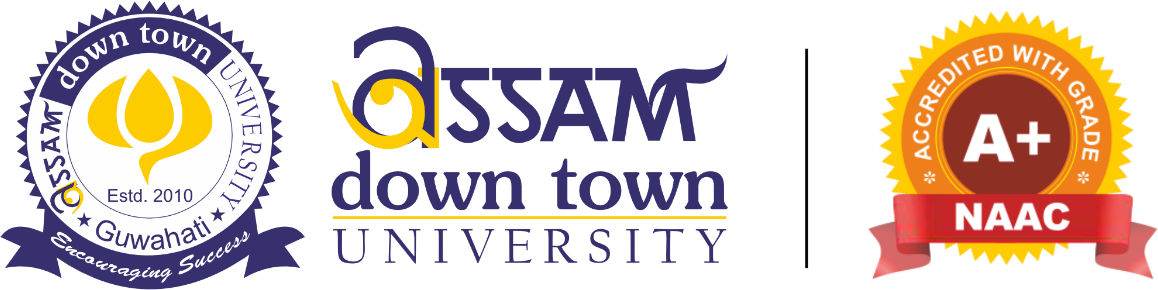 ASSAM down town UNIVERSITY
Estd. 2010
★ Guwahati ★
Encouraging Success
ASSAM
down town
UNIVERSITY
ACCREDITED WITH GRADE
A+
NAAC